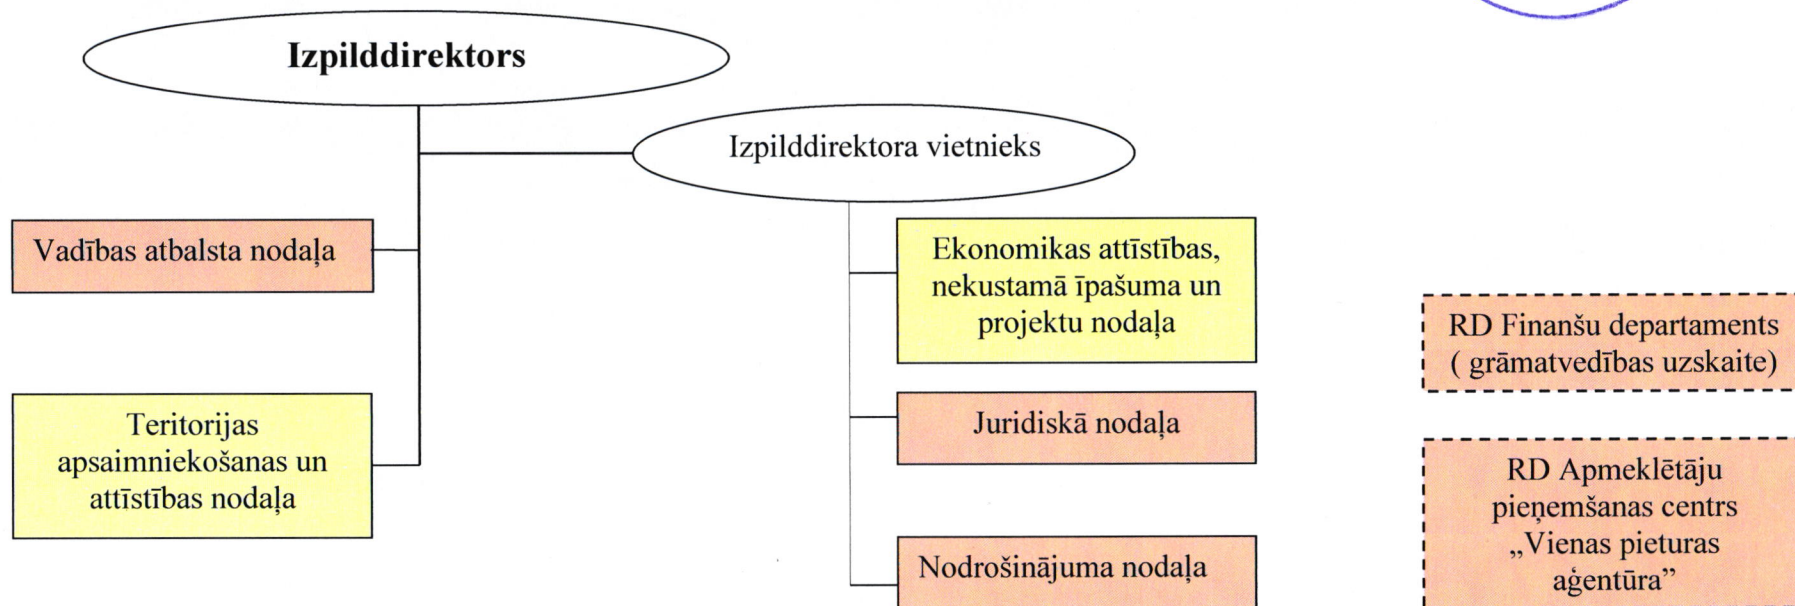 Izpilddirektors
Izpilddirektora vietnieks
Vadības atbalsta nodaļa
Teritorijas
apsaimniekošanas un
attīstības nodaļa
Ekonomikas attīstības,
nekustamā īpašuma un
projektu nodaļa
Juridiskā nodaļa
Nodrošinājuma nodaļa
RD Finanšu departaments
( grāmatvedības uzskaite)
RD Apmeklētāju
pieņemšanas centrs
„Vienas pieturas
aģentūra”